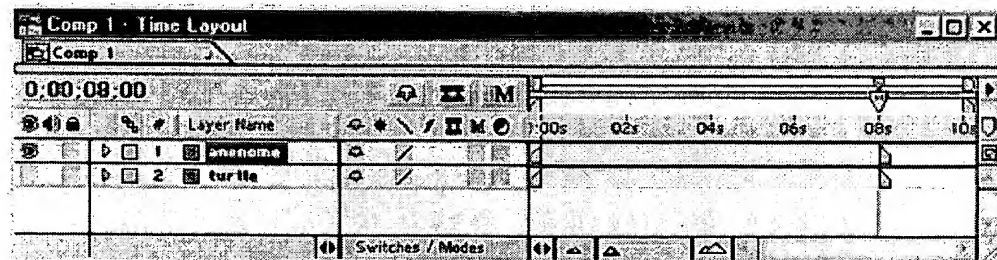 Comp 1 · Time Layout
Comp 1
0;00;08;00 M
# Layer Name M :00s 02s 04s 06s 08s 10s
1 anenome
2 turtle
Switches / Modes